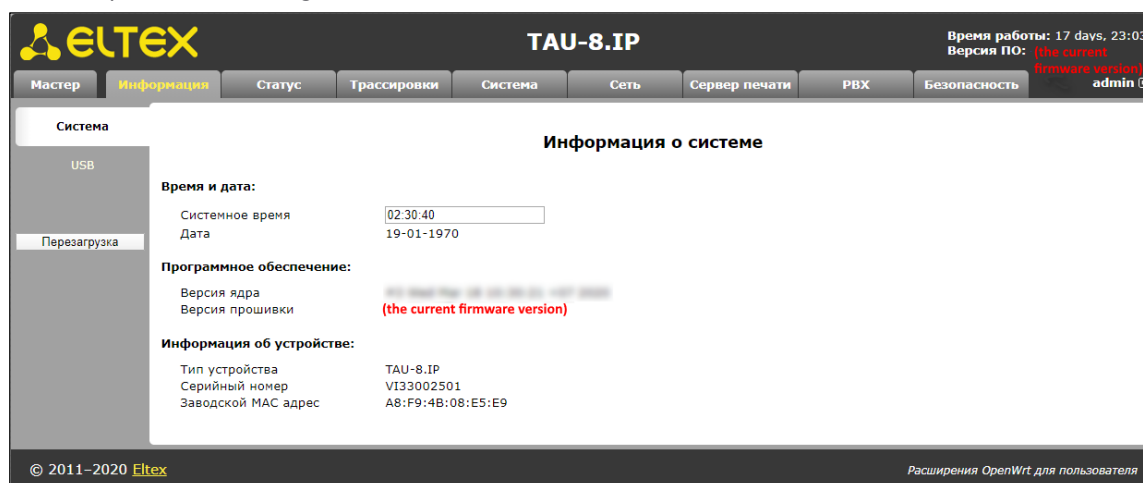 ELTEX
TAU-8.IP
Время работы: 17 days, 23:03
Версия ПО: (the current
firmware version)
Мастер Информация Статус Трассировки Система Сеть Сервер печати PBX Безопасность admin
Система
USB
Перезагрузка
Информация о системе
Время и дата:
Системное время 02:30:40
Дата 19-01-1970
Программное обеспечение:
Версия ядра
Версия прошивки (the current firmware version)
Информация об устройстве:
Тип устройства TAU-8.IP
Серийный номер VI33002501
Заводской MAC адрес A8:F9:4B:08:E5:E9
© 2011–2020 Eltex
Расширения OpenWrt для пользователя